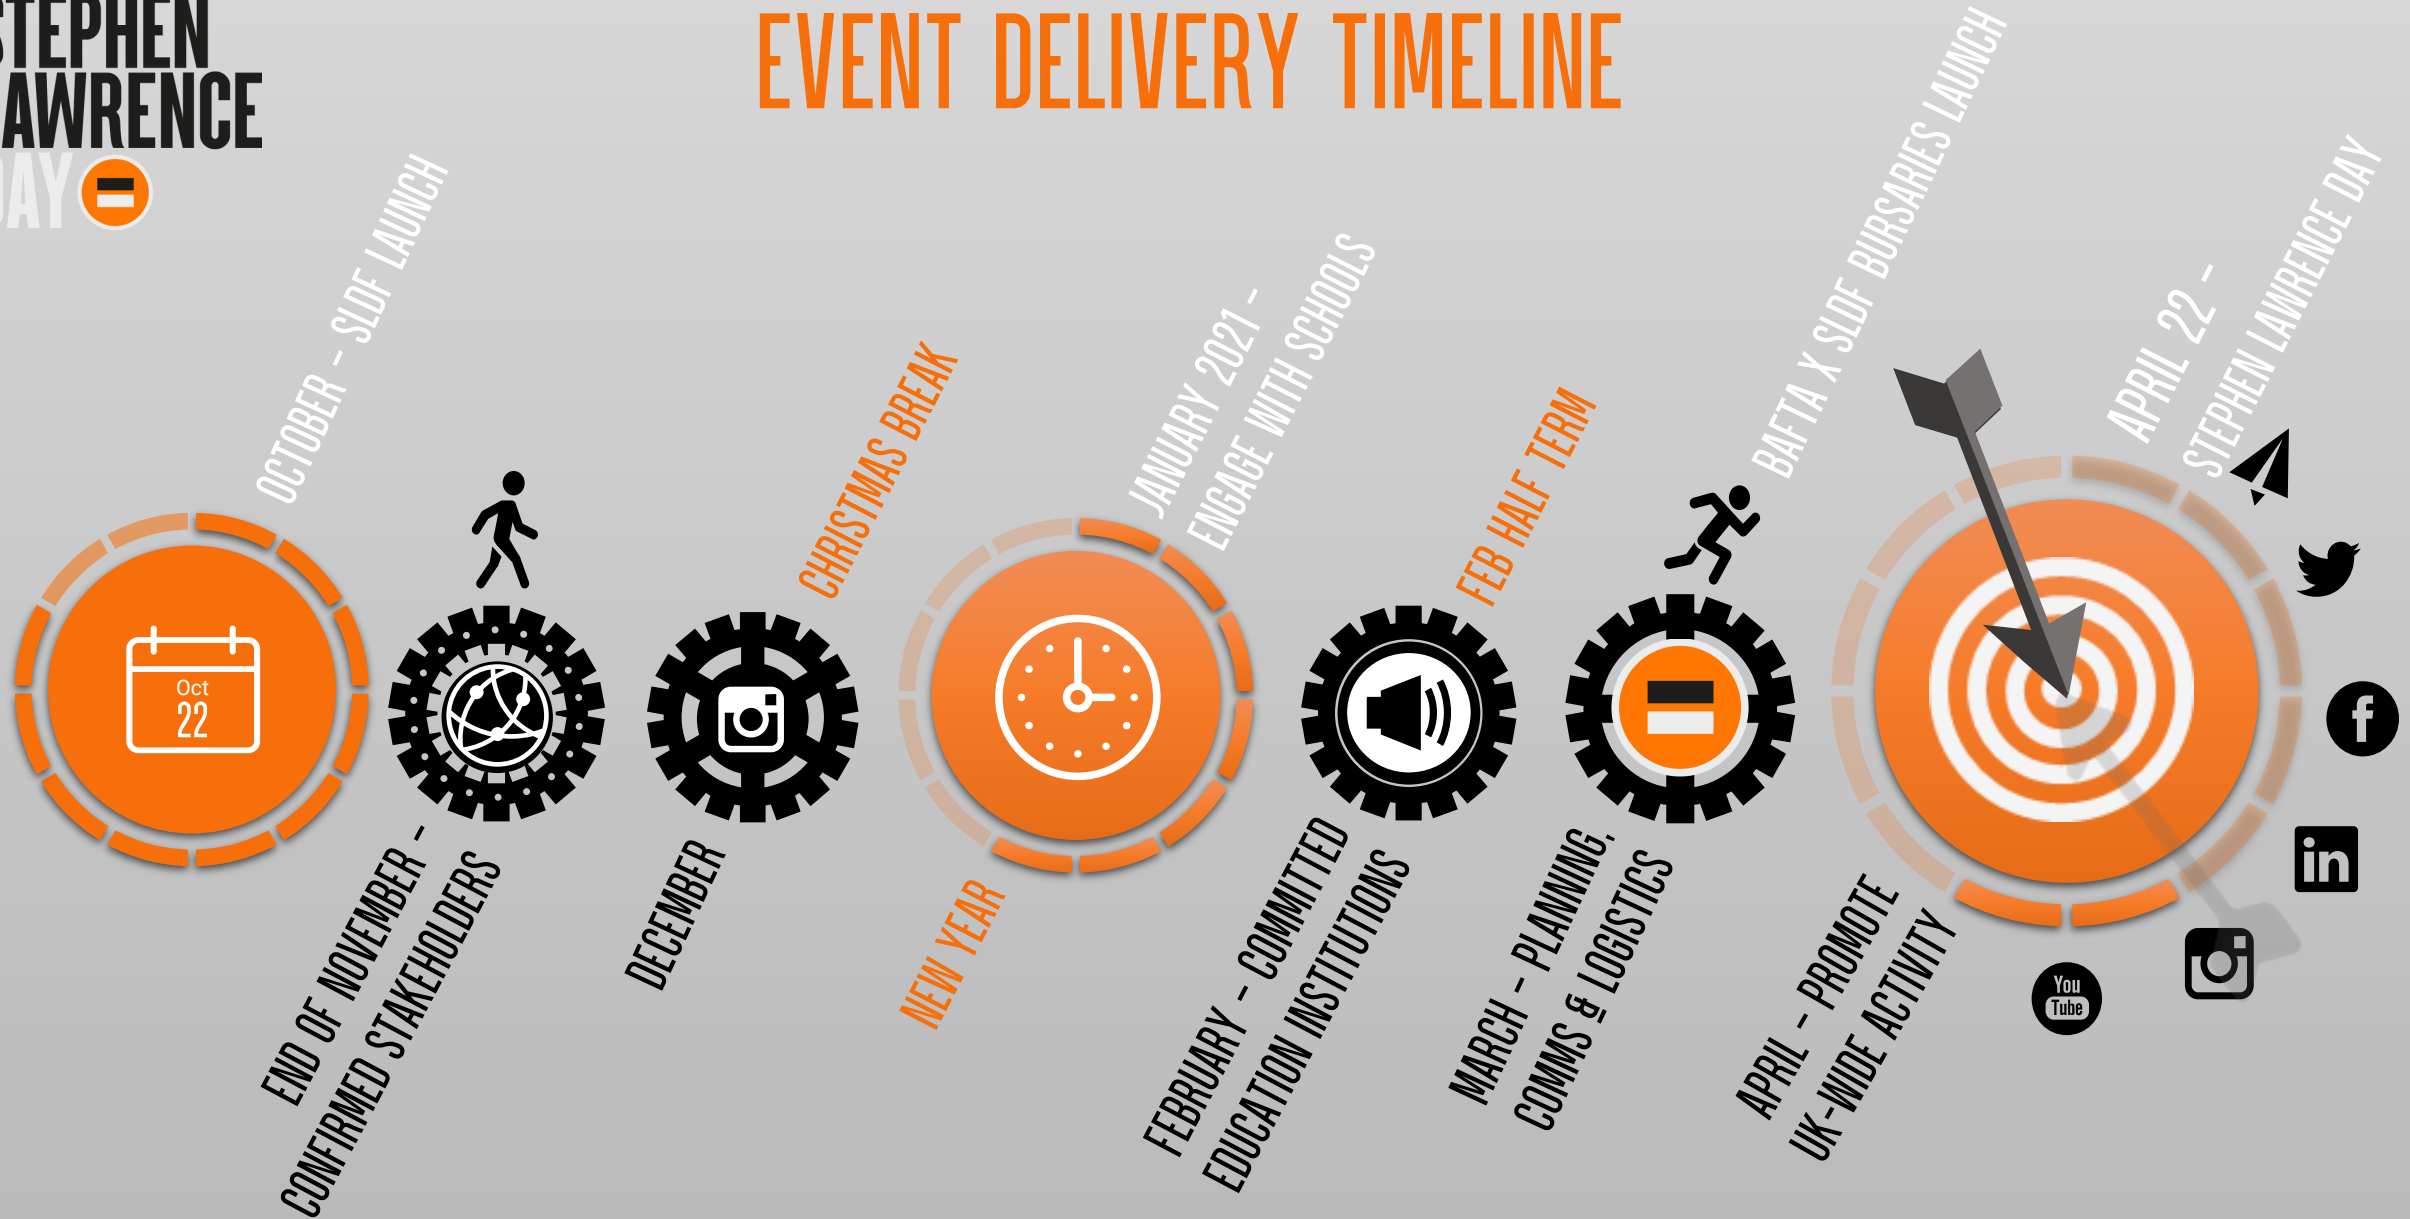 STEPHEN
LAWRENCE
DAY
EVENT DELIVERY TIMELINE
OCTOBER - SLDF LAUNCH
Oct
22
END OF NOVEMBER -
CONFIRMED STAKEHOLDERS
DECEMBER
CHRISTMAS BREAK
NEW YEAR
JANUARY 2021 -
ENGAGE WITH SCHOOLS
FEBRUARY - COMMITTED
EDUCATION INSTITUTIONS
FEB HALF TERM
MARCH - PLANNING,
COMMS & LOGISTICS
BAFTA X SLDF BURSARIES LAUNCH
APRIL - PROMOTE
UK-WIDE ACTIVITY
APRIL 22 -
STEPHEN LAWRENCE DAY
f
in
You
Tube